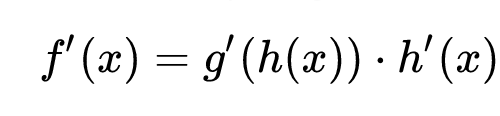 f′(x) = g′(h(x)) · h′(x)